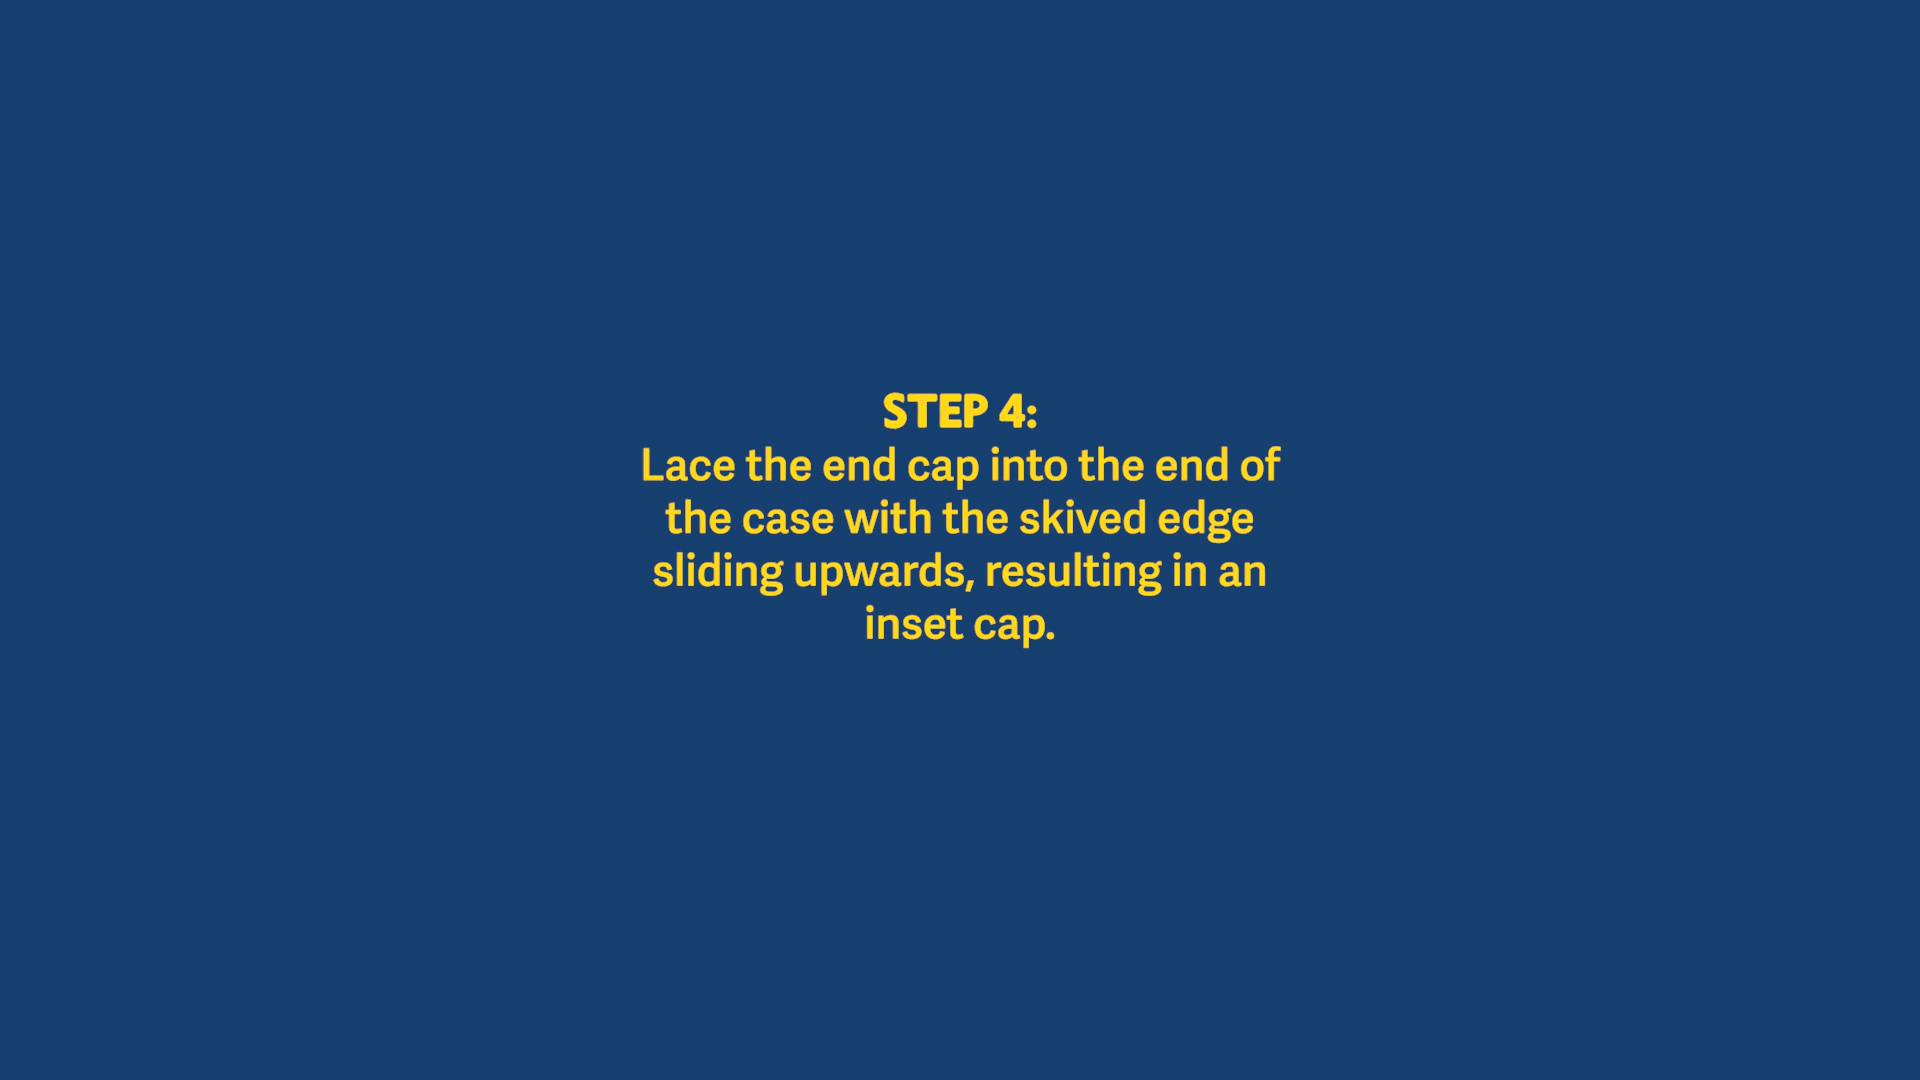 STEP 4:
Lace the end cap into the end of
the case with the skived edge
sliding upwards, resulting in an
inset cap.